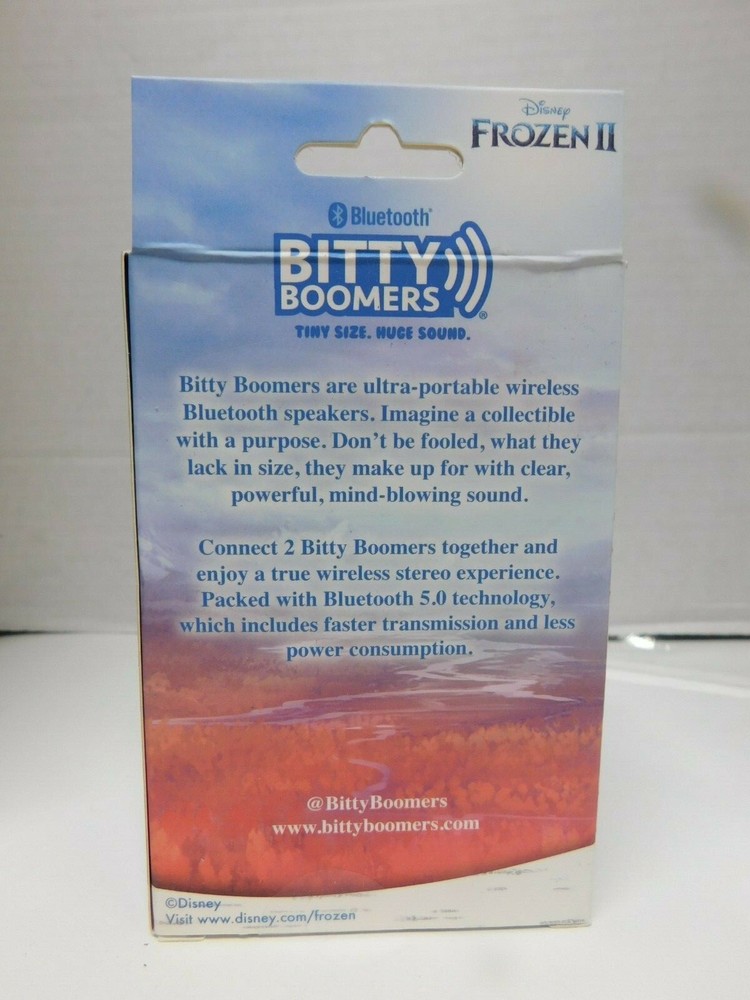 Disney
FROZEN II
Bluetooth®
BITTY
BOOMERS®
TINY SIZE. HUGE SOUND.
Bitty Boomers are ultra-portable wireless
Bluetooth speakers. Imagine a collectible
with a purpose. Don't be fooled, what they
lack in size, they make up for with clear,
powerful, mind-blowing sound.
Connect 2 Bitty Boomers together and
enjoy a true wireless stereo experience.
Packed with Bluetooth 5.0 technology,
which includes faster transmission and less
power consumption.
@BittyBoomers
www.bittyboomers.com
©Disney
Visit www.disney.com/frozen